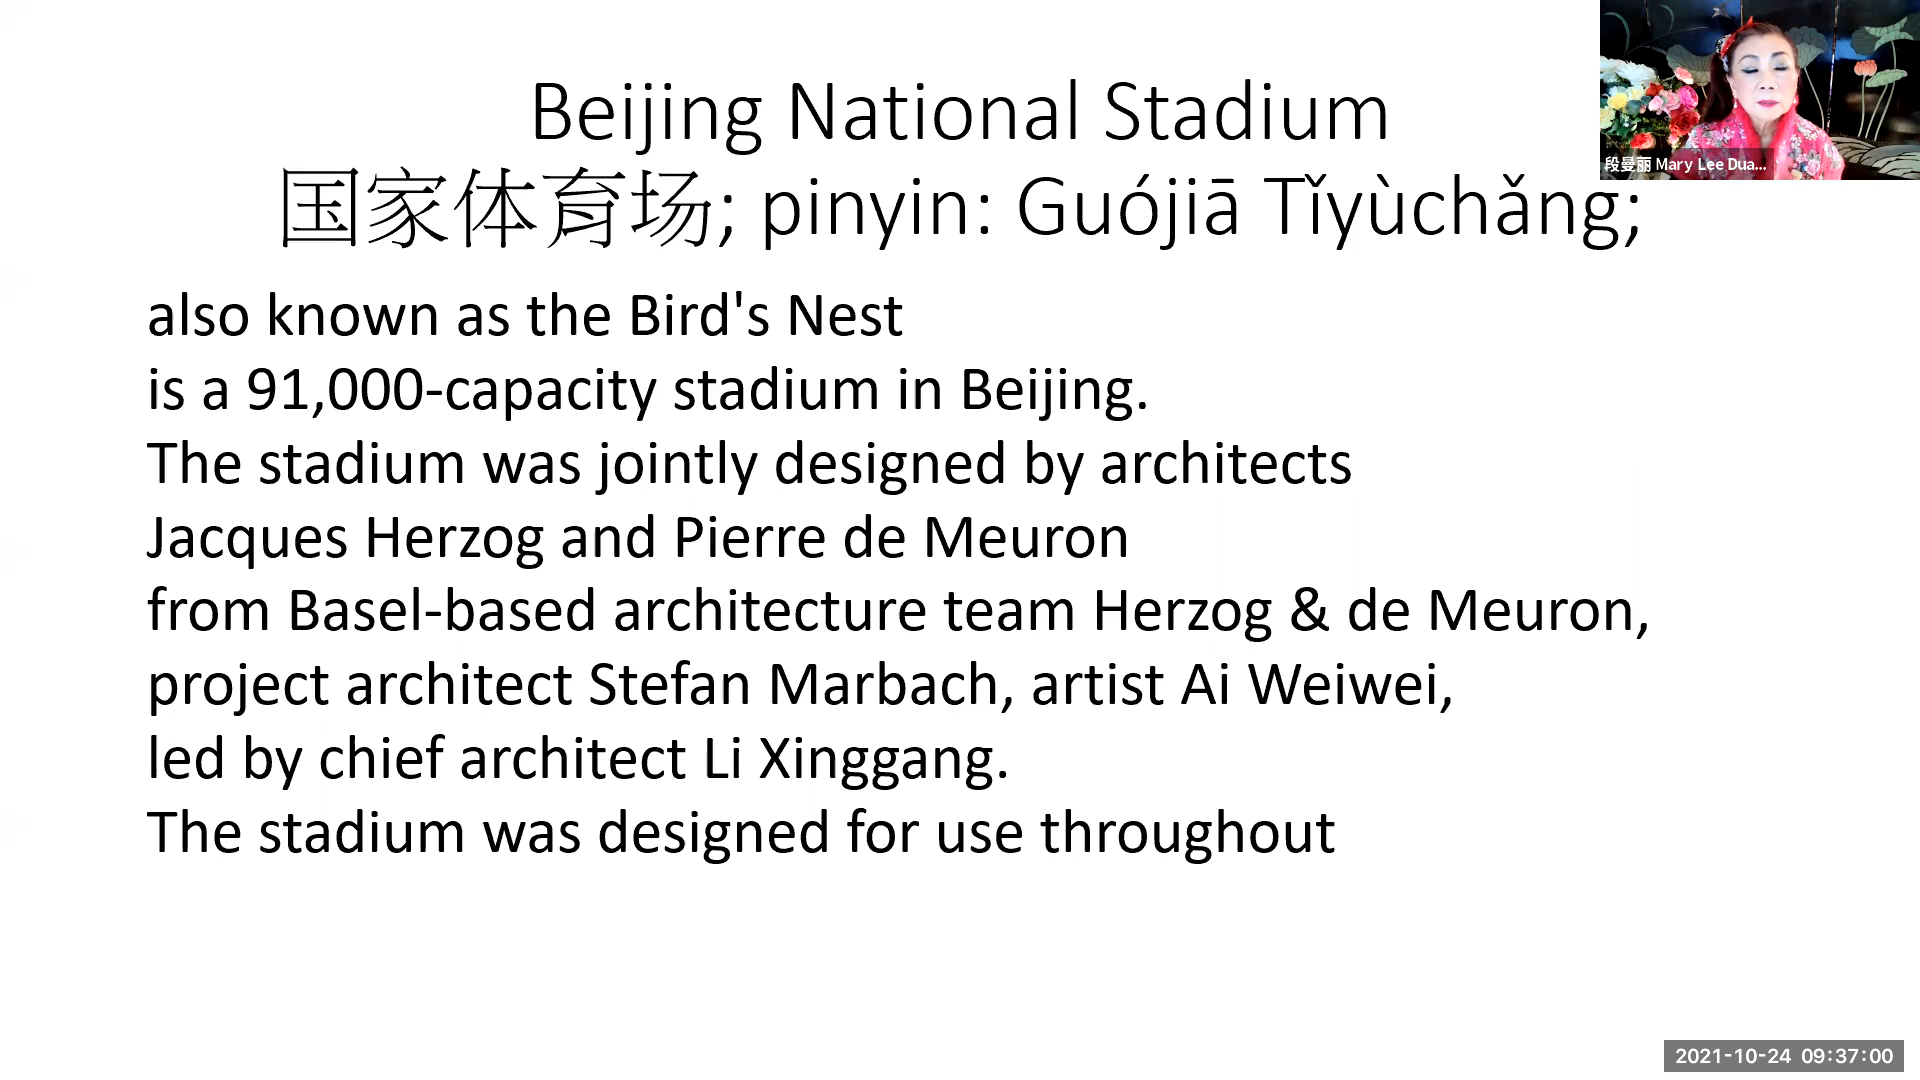 Beijing National Stadium
国家体育场; pinyin: Guójiā Tǐyùchǎng;
also known as the Bird's Nest
is a 91,000-capacity stadium in Beijing.
The stadium was jointly designed by architects
Jacques Herzog and Pierre de Meuron
from Basel-based architecture team Herzog & de Meuron,
project architect Stefan Marbach, artist Ai Weiwei,
led by chief architect Li Xinggang.
The stadium was designed for use throughout
段曼丽 Mary Lee Dua...
2021-10-24 09:37:00